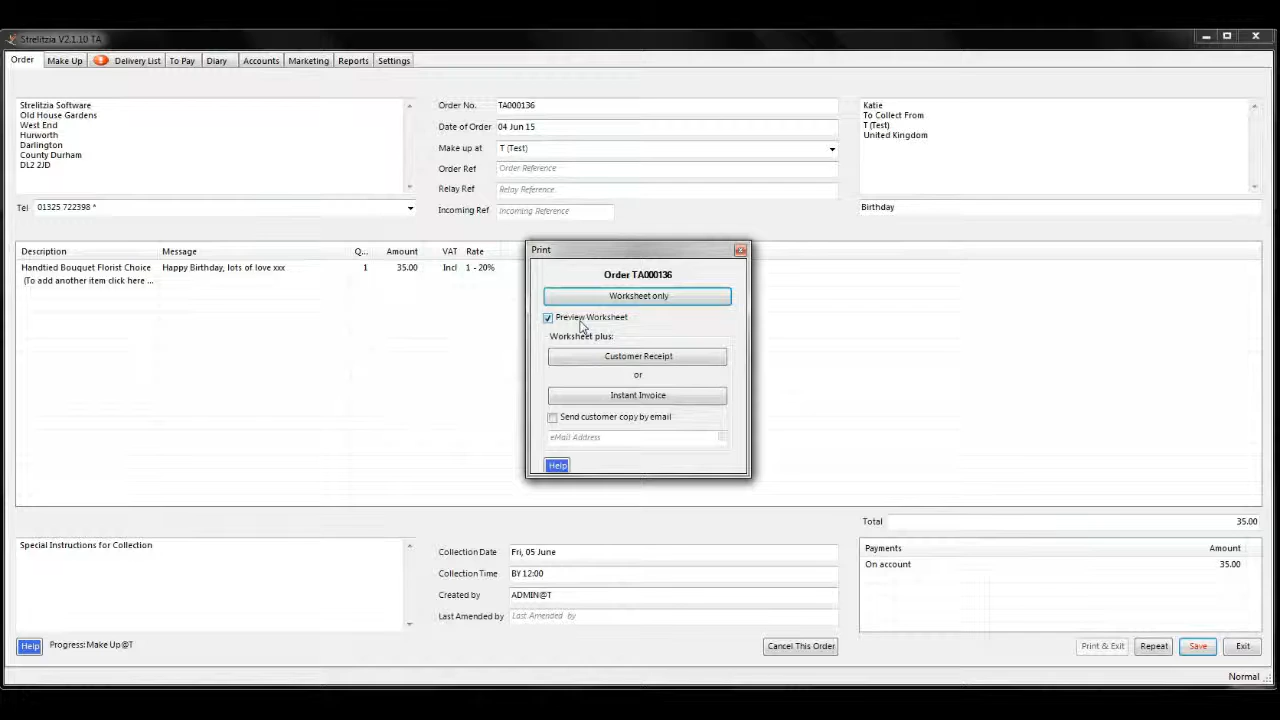 Strelitzia V2.1.10 TA
Order
Make Up
Delivery List
To Pay
Diary
Accounts
Marketing
Reports
Settings
Strelitzia Software
Old House Gardens
West End
Hurworth
Darlington
County Durham
DL2 2JD
Tel 01325 722398 *
Order No. TA000136
Date of Order 04 Jun 15
Make up at T (Test)
Order Ref Order Reference
Relay Ref Relay Reference
Incoming Ref Incoming Reference
Katie
To Collect From
T (Test)
United Kingdom
Birthday
Description Message Q... Amount VAT Rate
Handtied Bouquet Florist Choice Happy Birthday, lots of love xxx 1 35.00 Incl 1 - 20%
(To add another item click here ...
Print
Order TA000136
Worksheet only
Preview Worksheet
Worksheet plus:
Customer Receipt
or
Instant Invoice
Send customer copy by email
eMail Address
Help
Total 35.00
Special Instructions for Collection
Collection Date Fri, 05 June
Collection Time BY 12:00
Created by ADMIN@T
Last Amended by Last Amended by
Payments Amount
On account 35.00
Help Progress: Make Up@T
Cancel This Order
Print & Exit
Repeat
Save
Exit
Normal